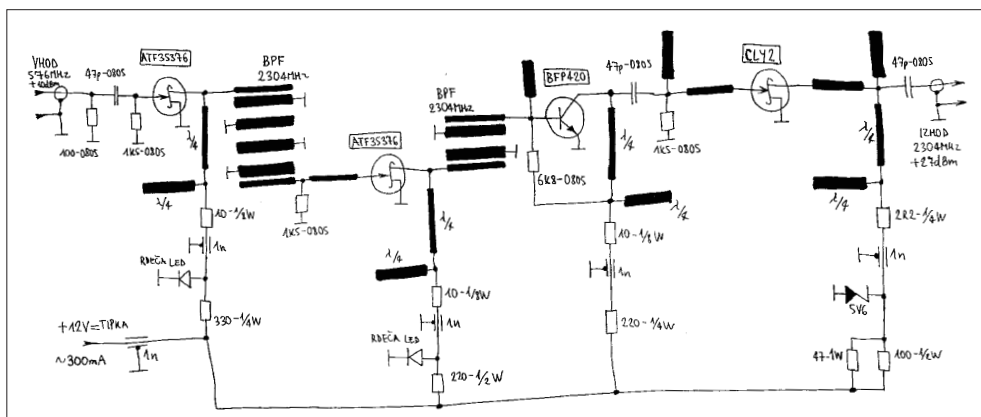 VHOD
576MHz
+10dBm
47p-0805
ATF35376
100-0805
1K5-0805
λ/4
λ/4
10-1/8W
1n
RDEČA LED
330-1/4W
+12V=TIPKA
~300mA
1n
BPF
2304MHz
1K5-0805
ATF35376
λ/4
λ/4
10-1/8W
1n
RDEČA LED
220-1/2W
BPF
2304MHz
BFP420
6K8-0805
47p-0805
λ/4
λ/4
10-1/8W
1n
220-1/4W
1K5-0805
CLY2
47p-0805
IZHOD
2304MHz
+27dBm
λ/4
λ/4
2R2-1/4W
1n
5V6
47-1W
100-1/2W